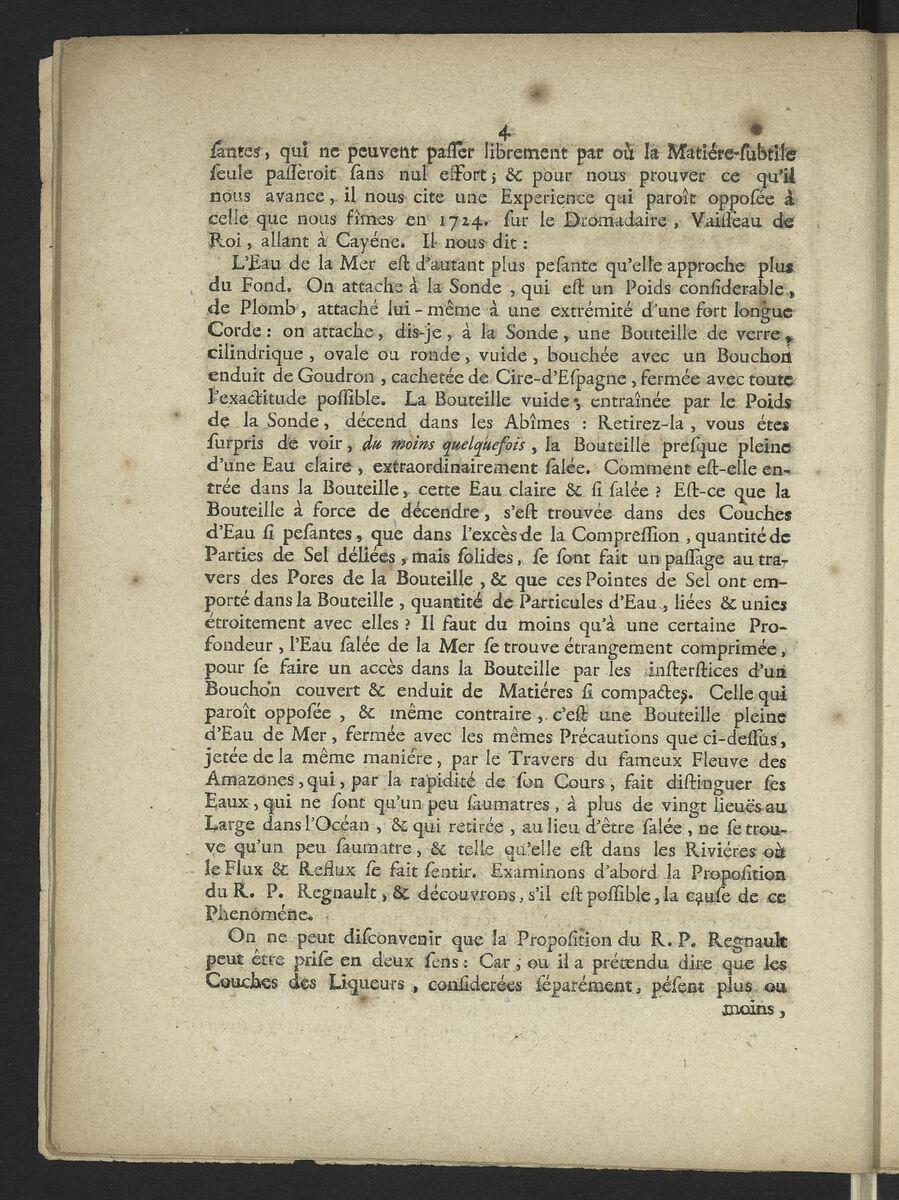 4
ſantes, qui ne peuvent paſſer librement par où la Matiére-ſubtile
ſeule paſſeroit ſans nul effort; & pour nous prouver ce qu'il
nous avance, il nous cite une Experience qui paroît oppoſée à
celle que nous fîmes en 1724. ſur le Dromadaire, Vaiſſeau de
Roi, allant à Cayéne. Il nous dit :
L'Eau de la Mer eſt d'autant plus peſante qu'elle approche plus
du Fond. On attache à la Sonde, qui eſt un Poids conſiderable,
de Plomb, attaché lui-même à une extrémité d'une fort longue
Corde: on attache, dis-je, à la Sonde, une Bouteille de verre,
cilindrique, ovale ou ronde, vuide, bouchée avec un Bouchon
enduit de Goudron, cachetée de Cire-d'Eſpagne, fermée avec toute
l'exactitude poſſible. La Bouteille vuide, entraînée par le Poids
de la Sonde, décend dans les Abîmes : Retirez-la, vous étes
ſurpris de voir, du moins quelquefois, la Bouteille preſque pleine
d'une Eau claire, extraordinairement ſalée. Comment eſt-elle en-
trée dans la Bouteille, cette Eau claire & ſi ſalée ? Eſt-ce que la
Bouteille à force de décendre, s'eſt trouvée dans des Couches
d'Eau ſi peſantes, que dans l'excès de la Compreſſion, quantité de
Parties de Sel déliées, mais ſolides, ſe ſont fait un paſſage au tra-
vers des Pores de la Bouteille, & que ces Pointes de Sel ont em-
porté dans la Bouteille, quantité de Particules d'Eau, liées & unies
étroitement avec elles ? Il faut du moins qu'à une certaine Pro-
fondeur, l'Eau ſalée de la Mer ſe trouve étrangement comprimée,
pour ſe faire un accès dans la Bouteille par les inſterſtices d'un
Bouchon couvert & enduit de Matiéres ſi compactes. Celle qui
paroît oppoſée, & même contraire, c'eſt une Bouteille pleine
d'Eau de Mer, fermée avec les mêmes Précautions que ci-deſſus,
jetée de la même maniére, par le Travers du fameux Fleuve des
Amazones, qui, par la rapidité de ſon Cours, fait diſtinguer ſes
Eaux, qui ne ſont qu'un peu ſaumatres, à plus de vingt lieuës au
Large dans l'Océan, & qui retirée, au lieu d'être ſalée, ne ſe trou-
ve qu'un peu ſaumatre, & telle qu'elle eſt dans les Riviéres où
le Flux & Reflux ſe fait ſentir. Examinons d'abord la Propoſition
du R. P. Regnault, & découvrons, s'il eſt poſſible, la cauſe de ce
Phenoméne.
On ne peut diſconvenir que la Propoſition du R. P. Regnault
peut être priſe en deux ſens: Car, ou il a prétendu dire que les
Couches des Liqueurs, conſiderées ſéparément, péſent plus ou
moins,